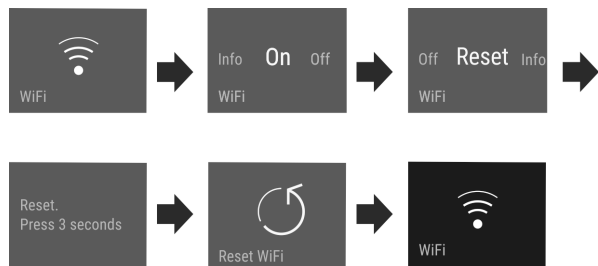 WiFi
Info On Off
WiFi
Off Reset Info
WiFi
Reset.
Press 3 seconds
Reset WiFi
WiFi